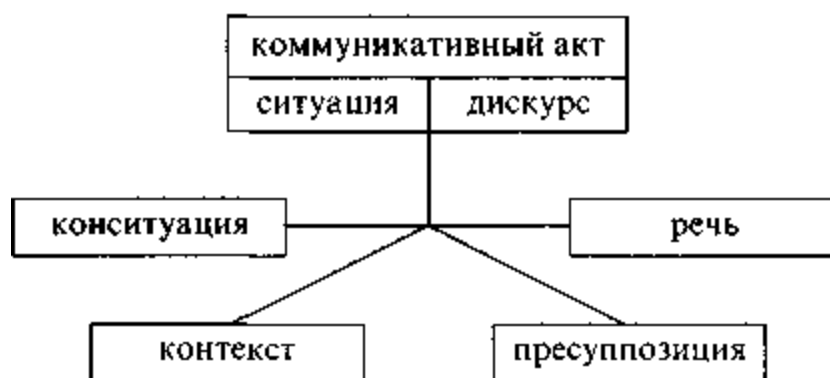 коммуникативный акт
ситуация дискурс
конситуация речь
контекст пресуппозиция